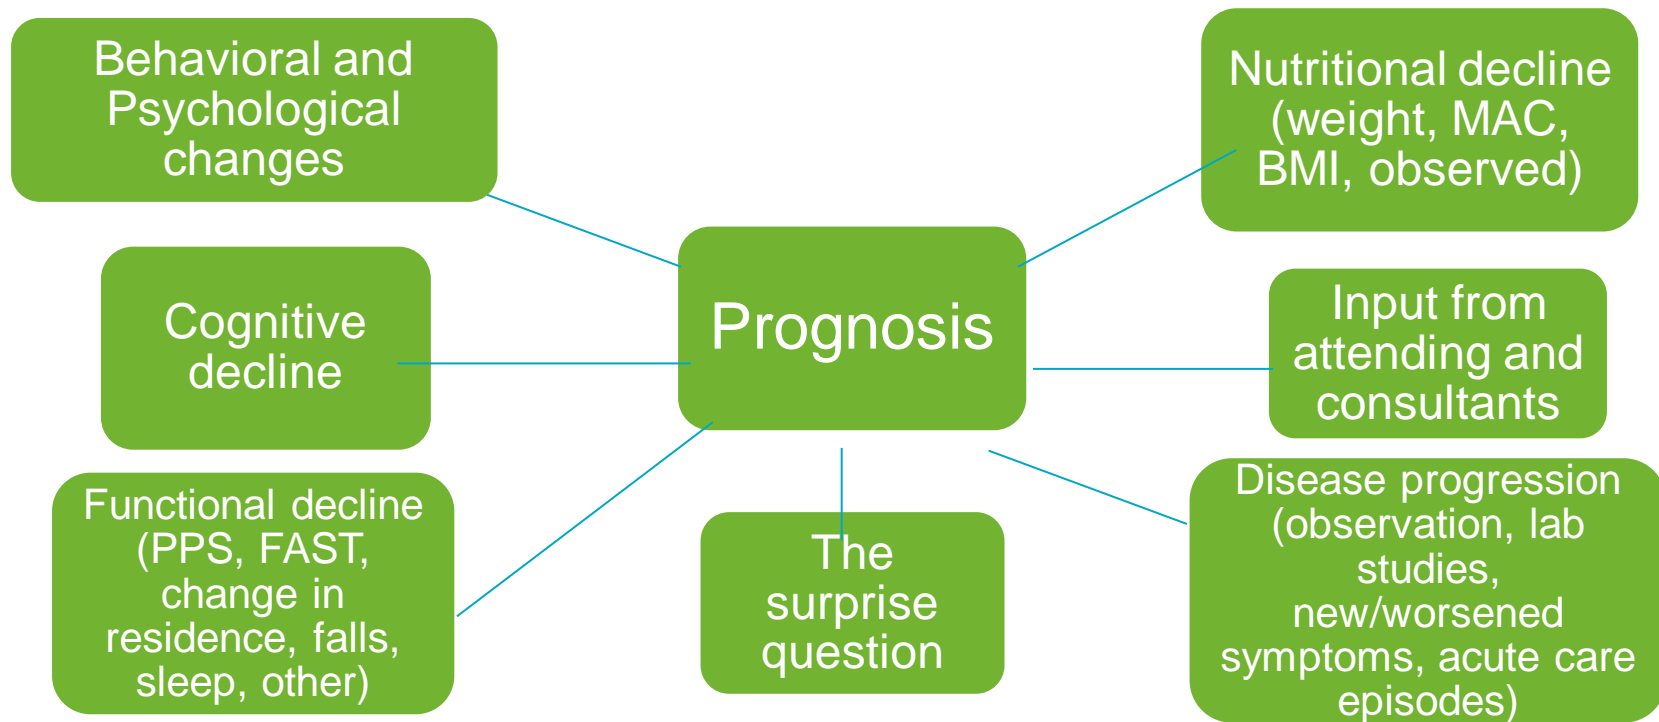 Behavioral and
Psychological
changes
Nutritional decline
(weight, MAC,
BMI, observed)
Cognitive
decline
Prognosis
Input from
attending and
consultants
Functional decline
(PPS, FAST,
change in
residence, falls,
sleep, other)
The
surprise
question
Disease progression
(observation, lab
studies,
new/worsened
symptoms, acute care
episodes)